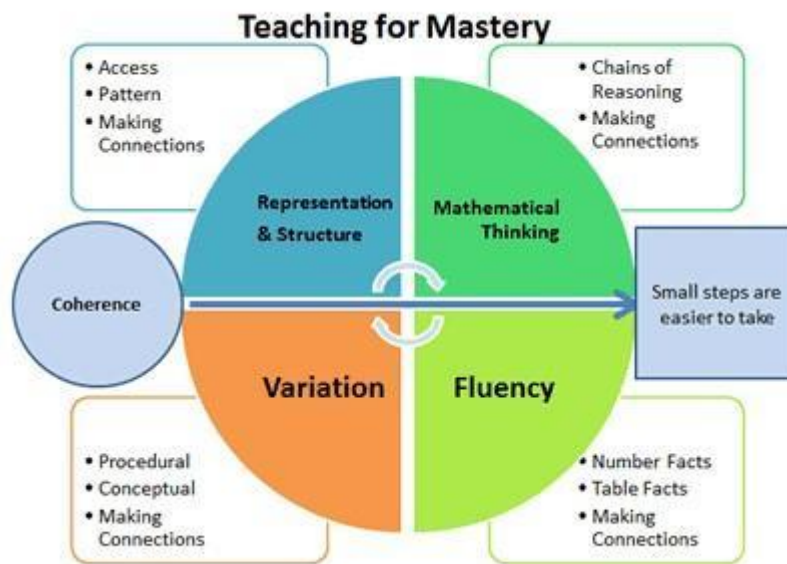 Teaching for Mastery
• Access
• Pattern
• Making
Connections
• Chains of
Reasoning
• Making
Connections
Representation
& Structure
Mathematical
Thinking
Coherence
Small steps are
easier to take
Variation
Fluency
• Procedural
• Conceptual
• Making
Connections
• Number Facts
• Table Facts
• Making
Connections